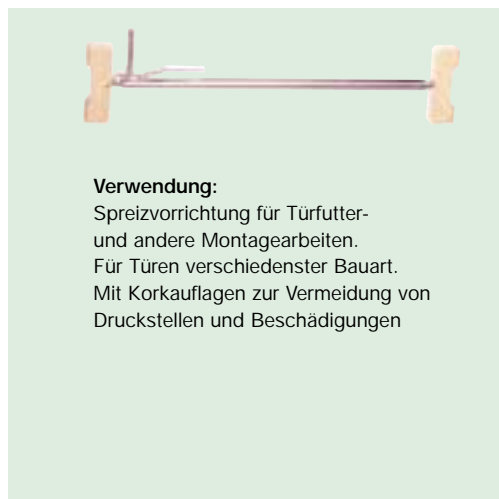 Verwendung:
Spreizvorrichtung für Türfutter-
und andere Montagearbeiten.
Für Türen verschiedenster Bauart.
Mit Korkauflagen zur Vermeidung von
Druckstellen und Beschädigungen